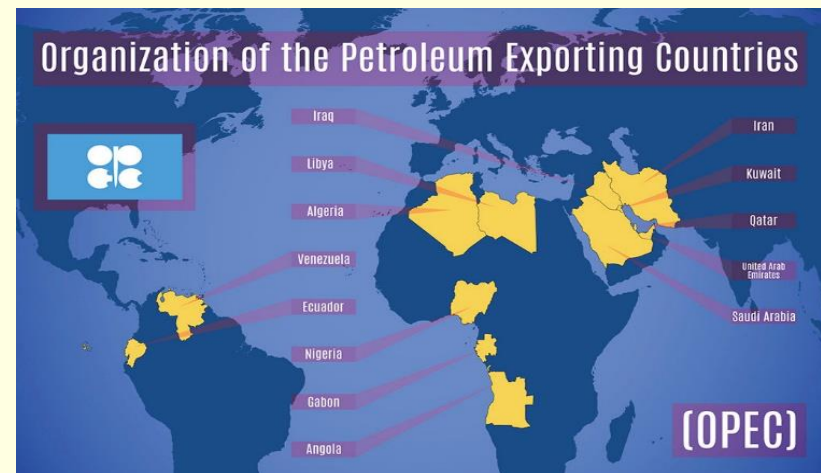 Organization of the Petroleum Exporting Countries
Iraq
Libya
Algeria
Venezuela
Ecuador
Nigeria
Gabon
Angola
Iran
Kuwait
Qatar
United Arab
Emirates
Saudi Arabia
(OPEC)